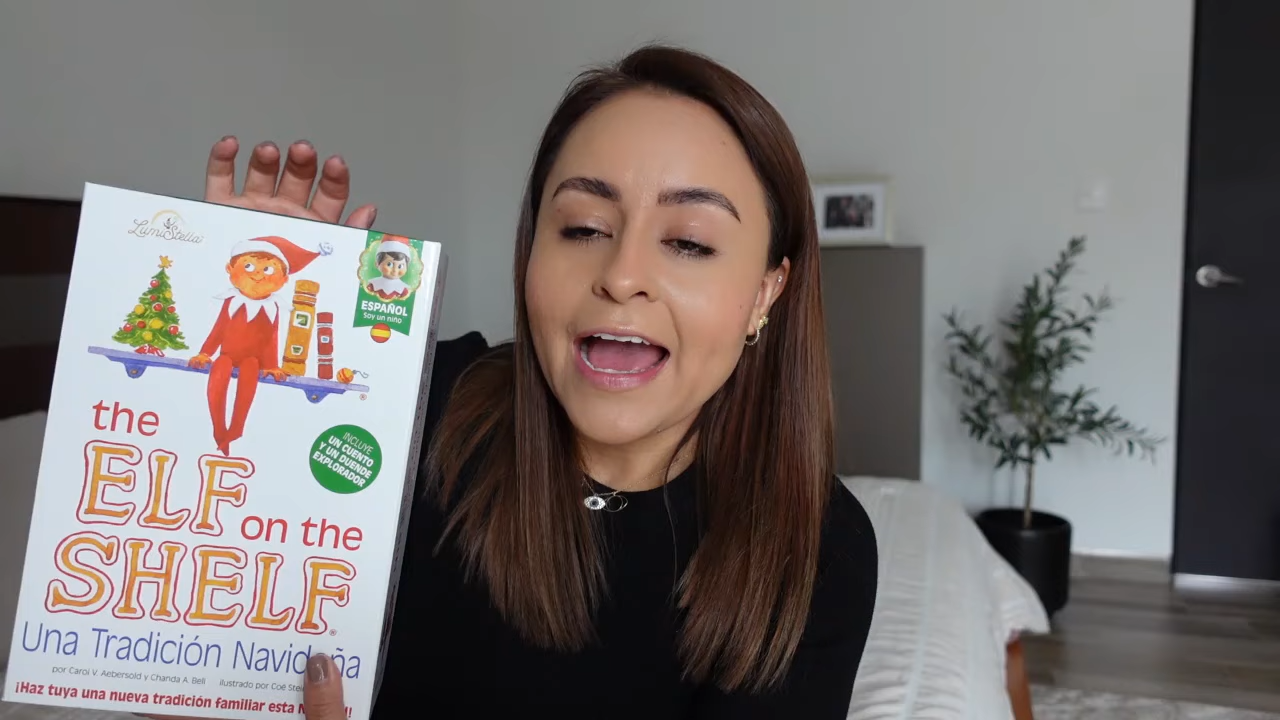 LumiStella
ESPAÑOL
Soy un niño
the
ELF
on the
SHELF
INCLUYE
UN CUENTO
Y UN DUENDE
EXPLORADOR
Una Tradición Navideña
por Carol V. Aebersold y Chanda A. Bell ilustrado por Coë
¡Haz tuya una nueva tradición familiar esta